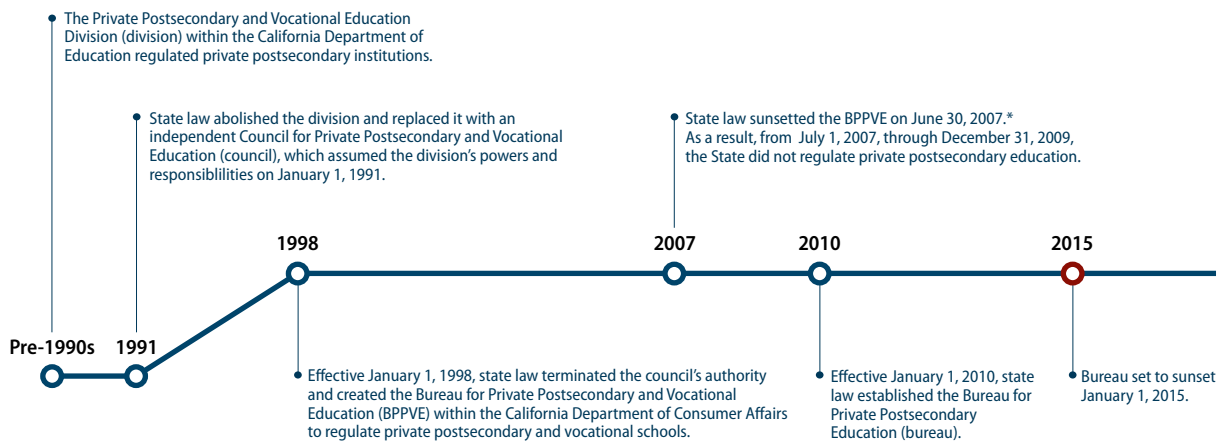 The Private Postsecondary and Vocational Education
Division (division) within the California Department of
Education regulated private postsecondary institutions.
State law abolished the division and replaced it with an
independent Council for Private Postsecondary and Vocational
Education (council), which assumed the division’s powers and
responsiblilities on January 1, 1991.
State law sunsetted the BPPVE on June 30, 2007.*
As a result, from July 1, 2007, through December 31, 2009,
the State did not regulate private postsecondary education.
1998
2007
2010
2015
Pre-1990s
1991
Effective January 1, 1998, state law terminated the council’s authority
and created the Bureau for Private Postsecondary and Vocational
Education (BPPVE) within the California Department of Consumer Affairs
to regulate private postsecondary and vocational schools.
Effective January 1, 2010, state
law established the Bureau for
Private Postsecondary
Education (bureau).
Bureau set to sunset
January 1, 2015.